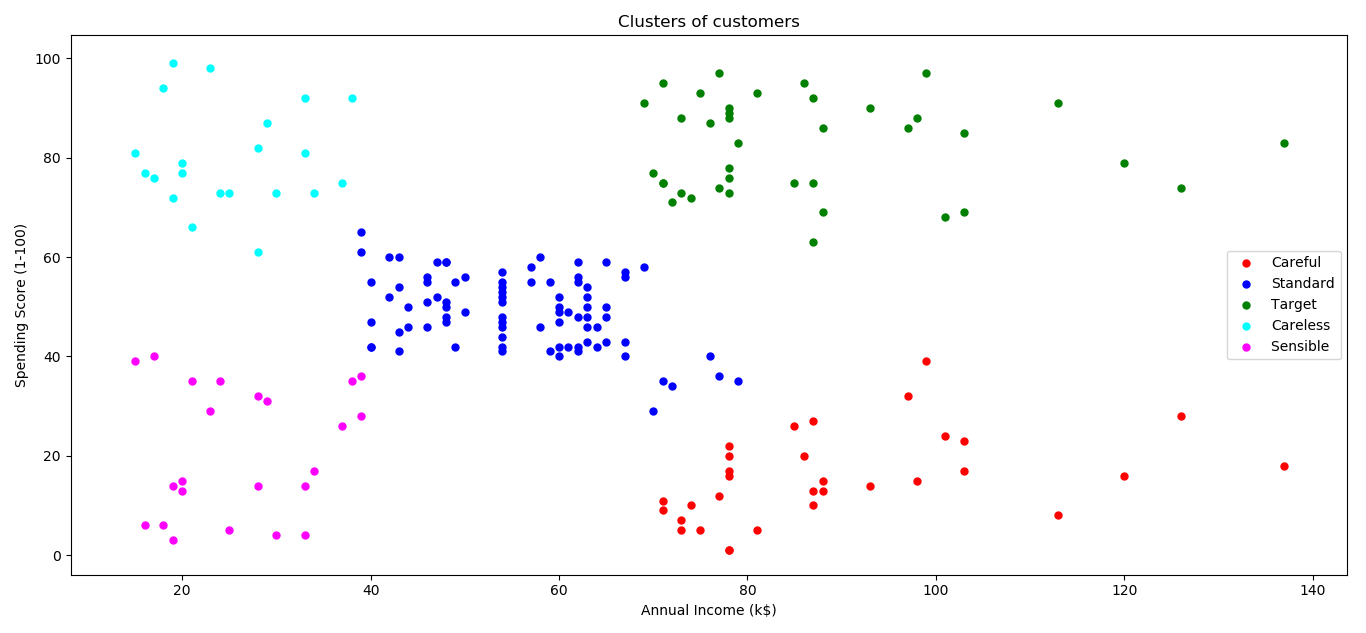 Clusters of customers
Spending Score (1-100)
100
80
60
40
20
0
Careful
Standard
Target
Careless
Sensible
20 40 60 80 100 120 140
Annual Income (k$)